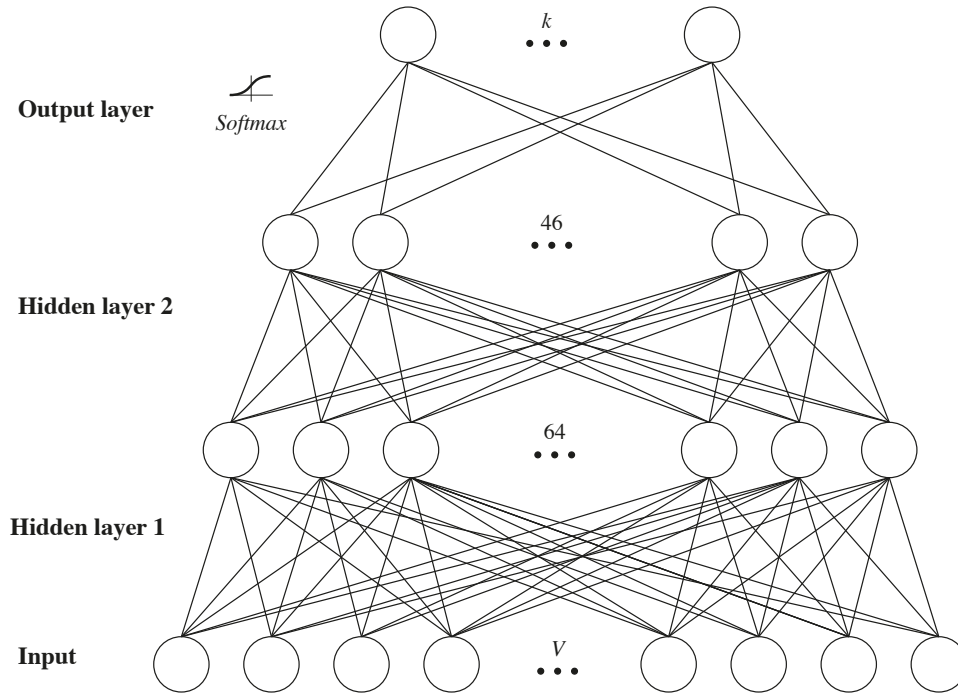 k
Output layer
Softmax
46
Hidden layer 2
64
Hidden layer 1
Input
V